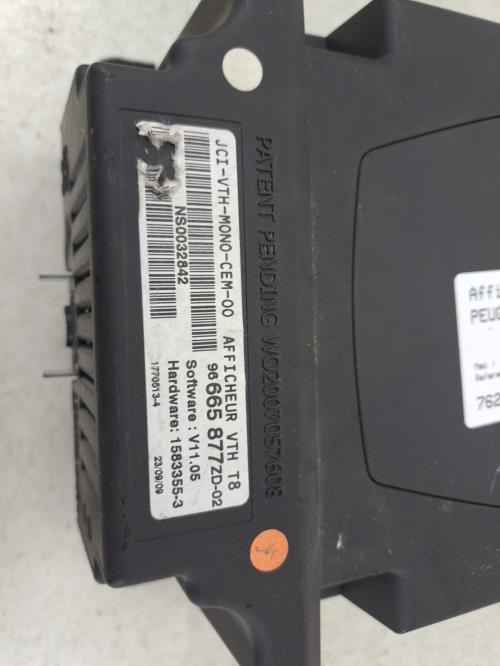 JCI-VTH-MONO-CEM-00 AFFICHEUR VTH T8
96 665 877ZD-02
NS0032842
Software : V11.05
Hardware: 1583355-3
1770513-4
23/09/09
PATENT PENDING WO2007057608
Affi
PEUG
762